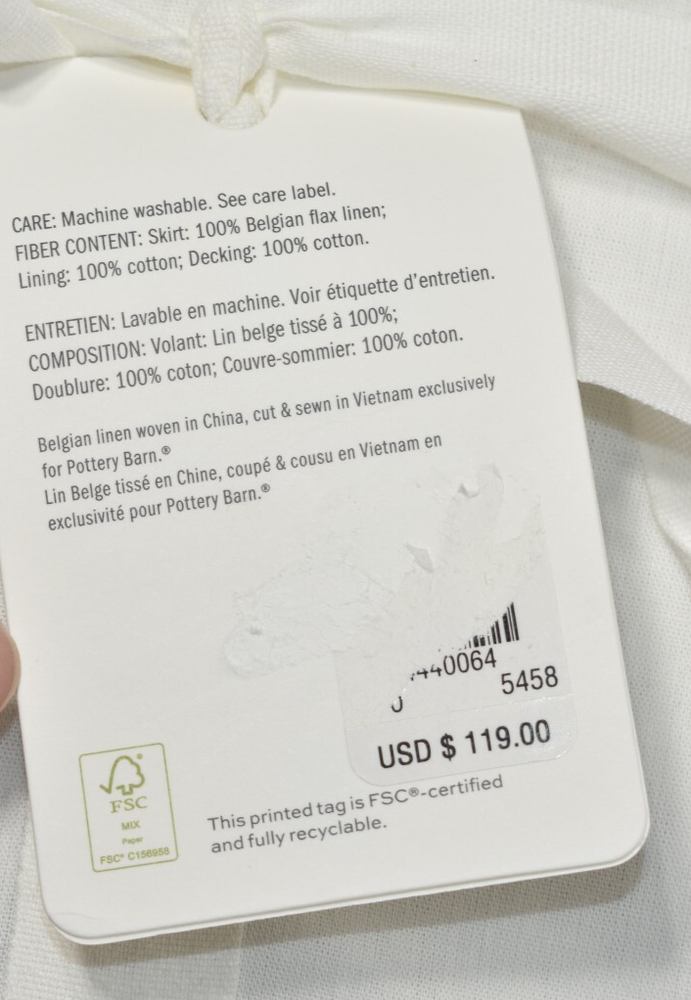 CARE: Machine washable. See care label.
FIBER CONTENT: Skirt: 100% Belgian flax linen;
Lining: 100% cotton; Decking: 100% cotton.
ENTRETIEN: Lavable en machine. Voir étiquette d'entretien.
COMPOSITION: Volant: Lin belge tissé à 100%;
Doublure: 100% coton; Couvre-sommier: 100% coton.
Belgian linen woven in China, cut & sewn in Vietnam exclusively
for Pottery Barn.®
Lin Belge tissé en Chine, coupé & cousu en Vietnam en
exclusivité pour Pottery Barn.®
5458
USD $ 119.00
FSC
MIX
Paper
FSC® C156958
This printed tag is FSC®-certified
and fully recyclable.